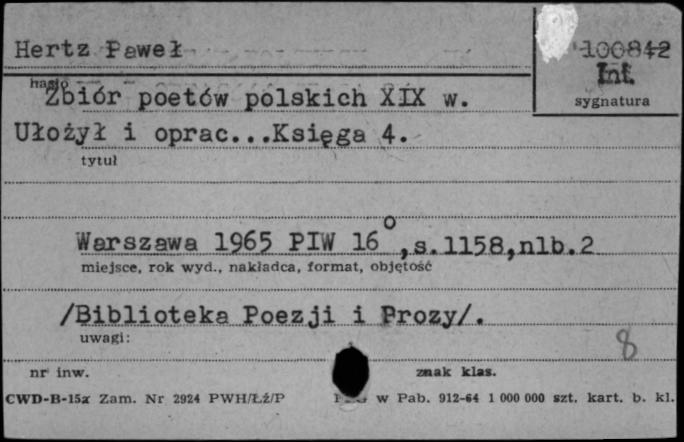 Hertz Paweł
100842
Int.
sygnatura
hasło
Zbiór poetów polskich XIX w.
Ułożył i oprac...Księga 4.
tytuł
Warszawa 1965 PIW 16°,s.1158,nlb.2
miejsce, rok wyd., nakładca, format, objętość
/Biblioteka Poezji i Prozy/.
uwagi:
8
nr inw.
znak klas.
CWD-B-15a Zam. Nr 2924 PWH/Łź/P
w Pab. 912-64 1 000 000 szt. kart. b. kl.